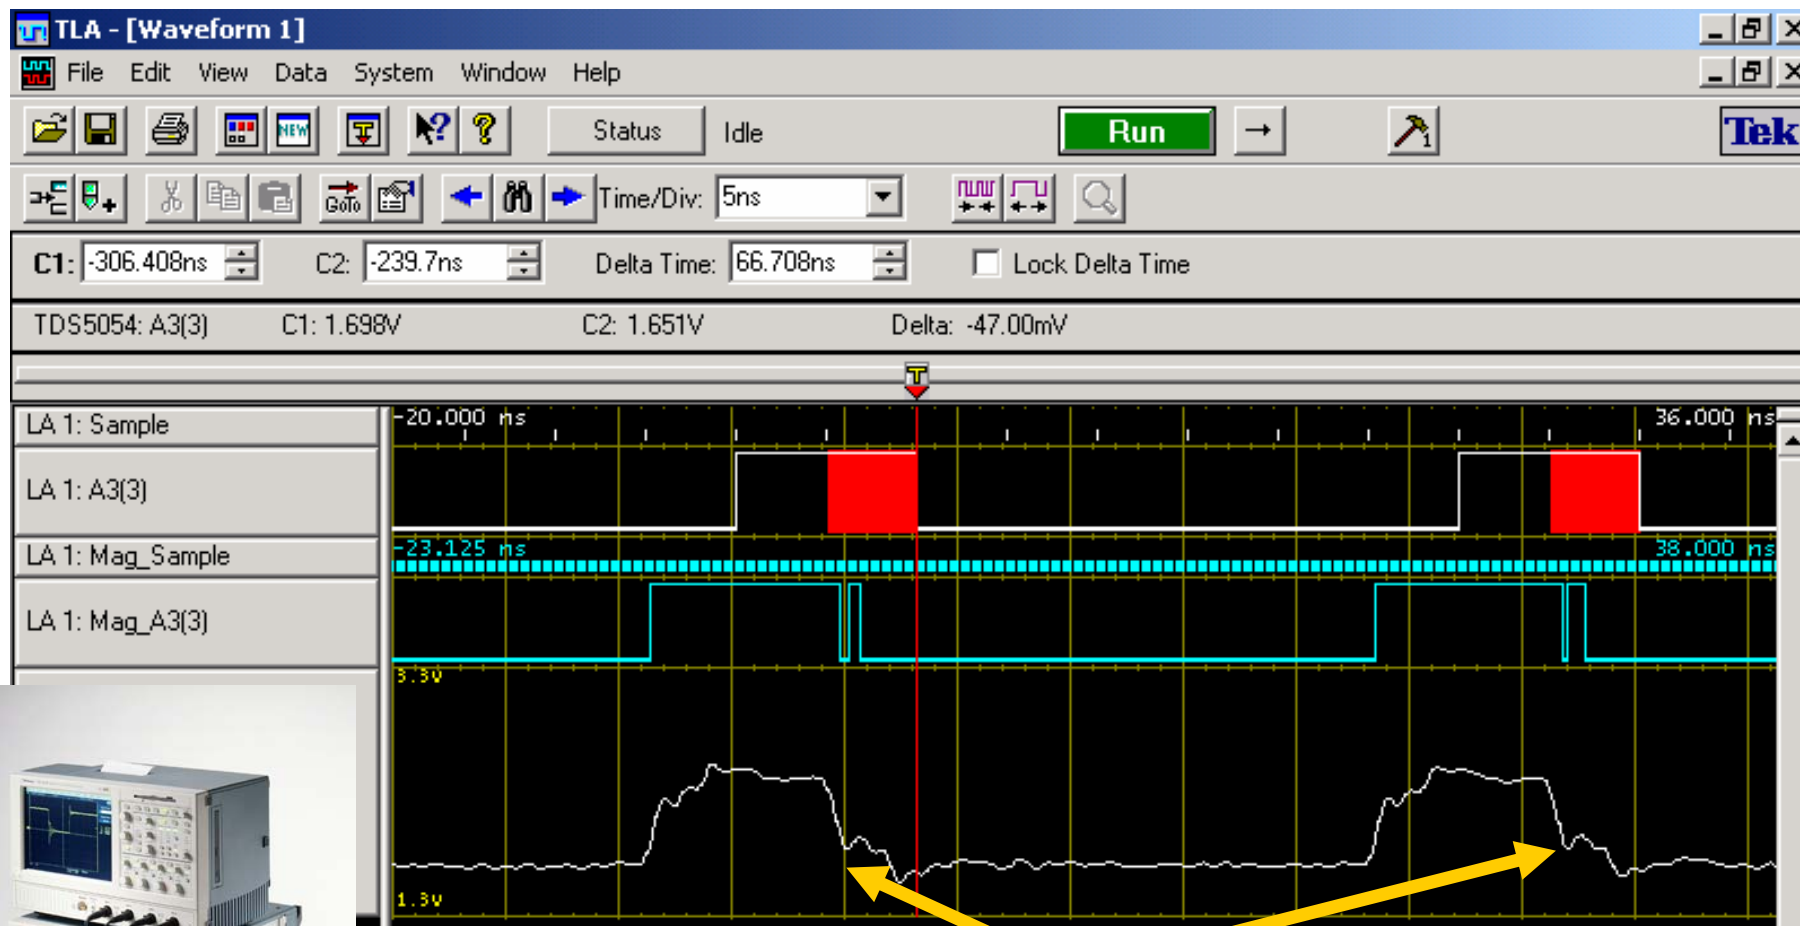 TLA - [Waveform 1]
File Edit View Data System Window Help
NEW Status Idle Run → 1 Tek
GoTo Time/Div: 5ns
C1: -306.408ns C2: -239.7ns Delta Time: 66.708ns Lock Delta Time
TDS5054: A3(3) C1: 1.698V C2: 1.651V Delta: -47.00mV
T
LA 1: Sample -20.000 ns 36.000 ns
LA 1: A3(3)
LA 1: Mag_Sample -23.125 ns 38.000 ns
LA 1: Mag_A3(3)
3.3V
1.3V